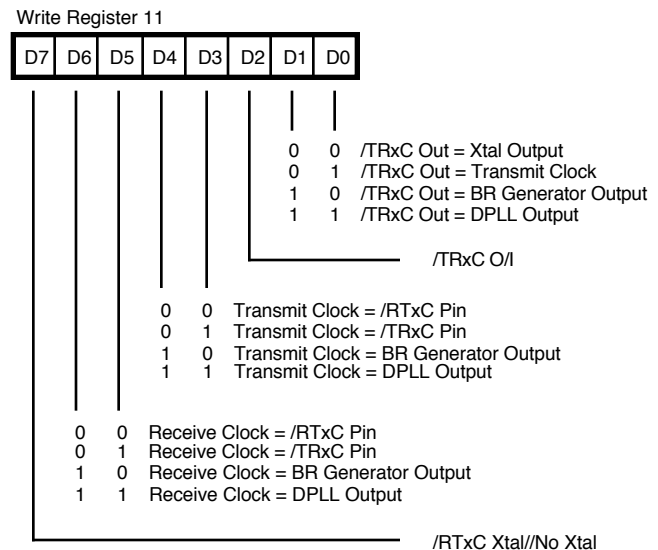 Write Register 11
D7 D6 D5 D4 D3 D2 D1 D0
0 0 /TRxC Out = Xtal Output
0 1 /TRxC Out = Transmit Clock
1 0 /TRxC Out = BR Generator Output
1 1 /TRxC Out = DPLL Output
/TRxC O/I
0 0 Transmit Clock = /RTxC Pin
0 1 Transmit Clock = /TRxC Pin
1 0 Transmit Clock = BR Generator Output
1 1 Transmit Clock = DPLL Output
0 0 Receive Clock = /RTxC Pin
0 1 Receive Clock = /TRxC Pin
1 0 Receive Clock = BR Generator Output
1 1 Receive Clock = DPLL Output
/RTxC Xtal//No Xtal